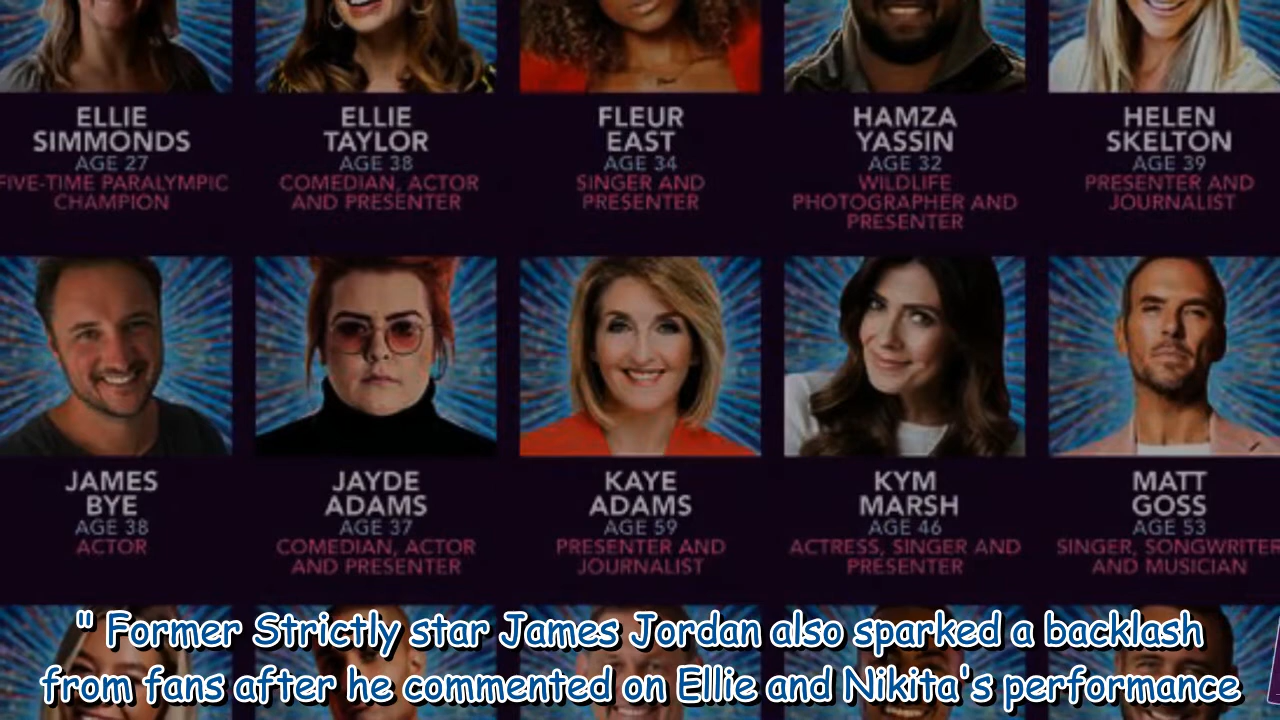 ELLIE
SIMMONDS
AGE 27
FIVE-TIME PARALYMPIC
CHAMPION
ELLIE
TAYLOR
AGE 38
COMEDIAN, ACTOR
AND PRESENTER
FLEUR
EAST
AGE 34
SINGER AND
PRESENTER
HAMZA
YASSIN
AGE 32
WILDLIFE
PHOTOGRAPHER AND
PRESENTER
HELEN
SKELTON
AGE 39
PRESENTER AND
JOURNALIST
JAMES
BYE
AGE 38
ACTOR
JAYDE
ADAMS
AGE 37
COMEDIAN, ACTOR
AND PRESENTER
KAYE
ADAMS
AGE 59
PRESENTER AND
JOURNALIST
KYM
MARSH
AGE 46
ACTRESS, SINGER AND
PRESENTER
MATT
GOSS
AGE 53
SINGER, SONGWRITER
AND MUSICIAN
" Former Strictly star James Jordan also sparked a backlash
from fans after he commented on Ellie and Nikita's performance